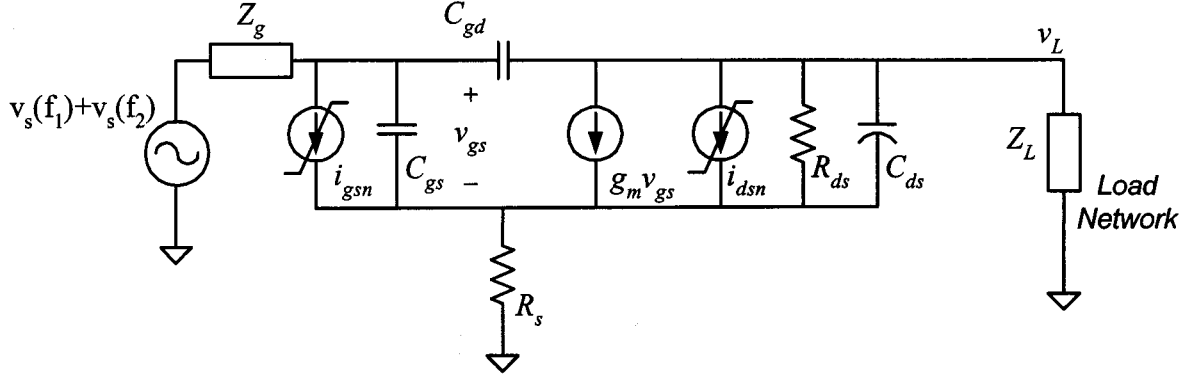 Z_g
C_gd
v_L
v_s(f_1)+v_s(f_2)
+
v_gs
−
i_gsn
C_gs
g_m v_gs
i_dsn
R_ds
C_ds
Z_L
Load
Network
R_s